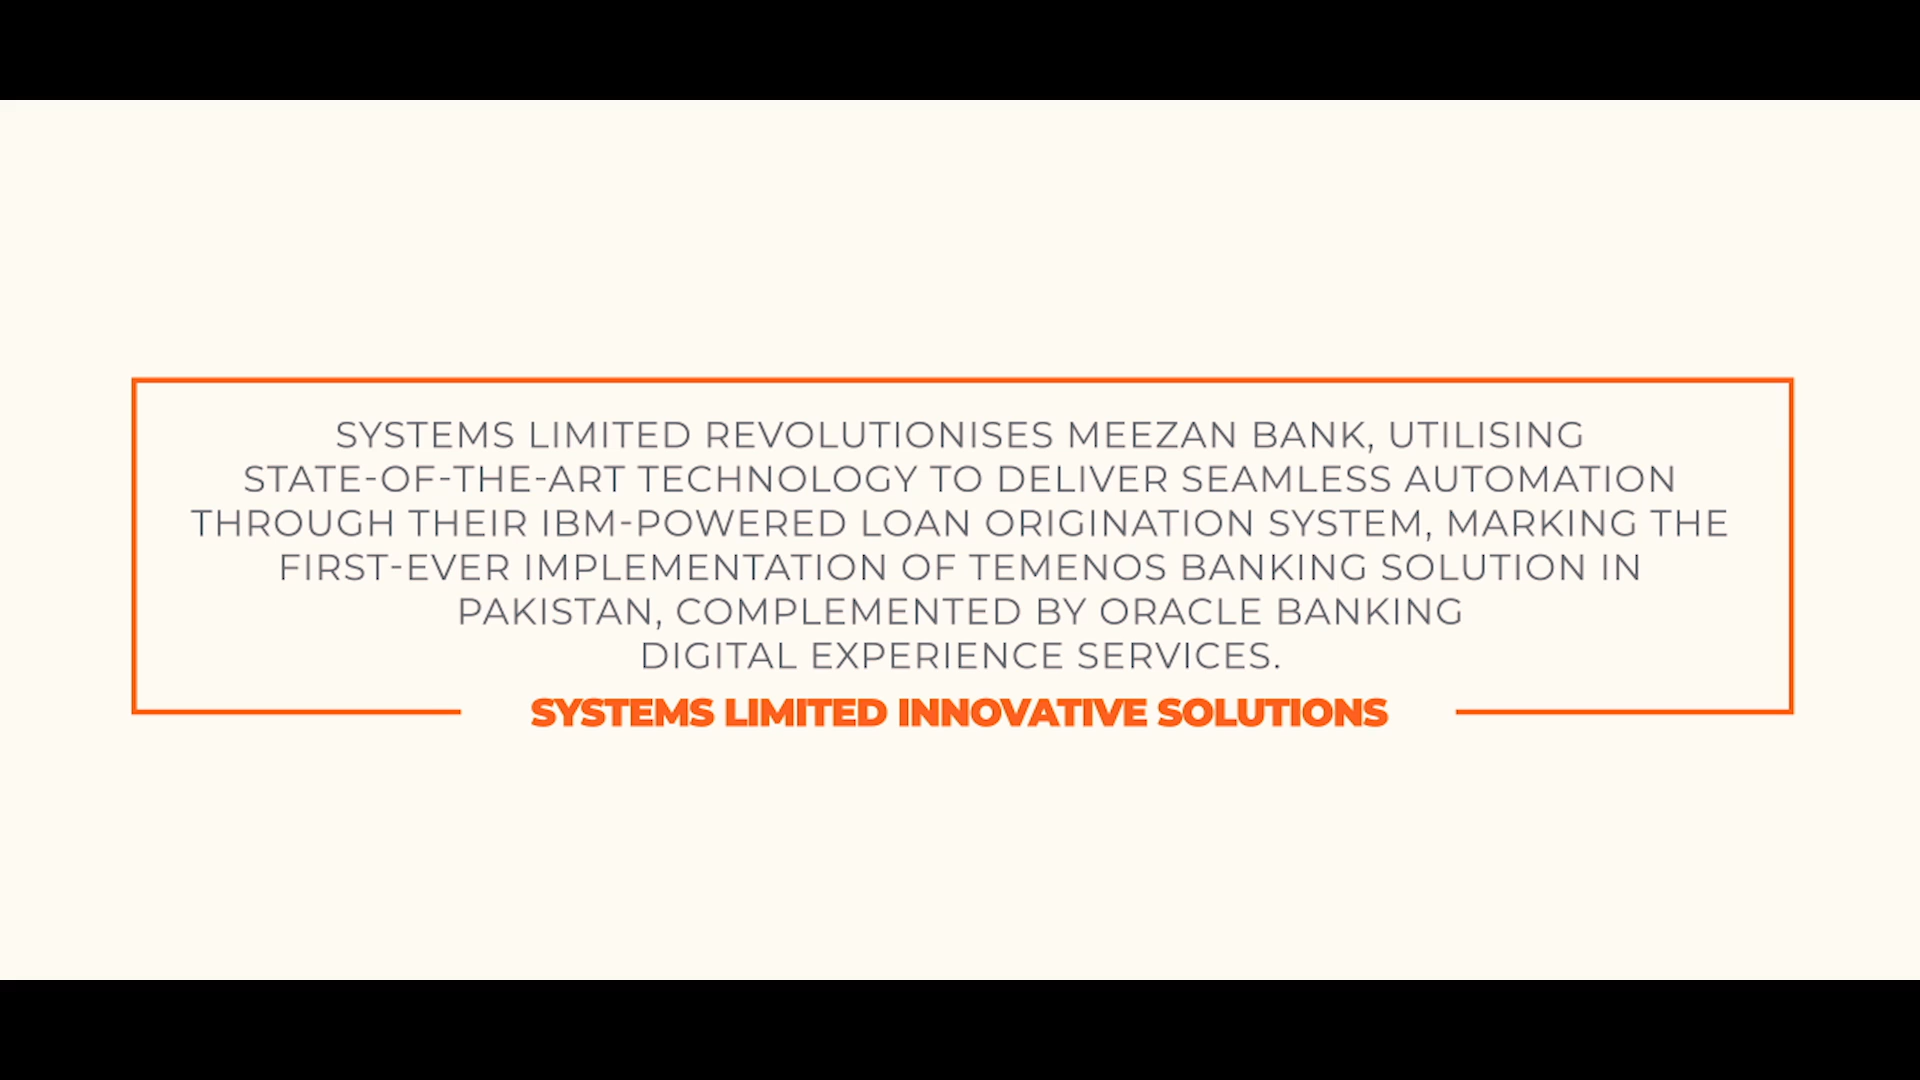 SYSTEMS LIMITED REVOLUTIONISES MEEZAN BANK, UTILISING
STATE-OF-THE-ART TECHNOLOGY TO DELIVER SEAMLESS AUTOMATION
THROUGH THEIR IBM-POWERED LOAN ORIGINATION SYSTEM, MARKING THE
FIRST-EVER IMPLEMENTATION OF TEMENOS BANKING SOLUTION IN
PAKISTAN, COMPLEMENTED BY ORACLE BANKING
DIGITAL EXPERIENCE SERVICES.
SYSTEMS LIMITED INNOVATIVE SOLUTIONS